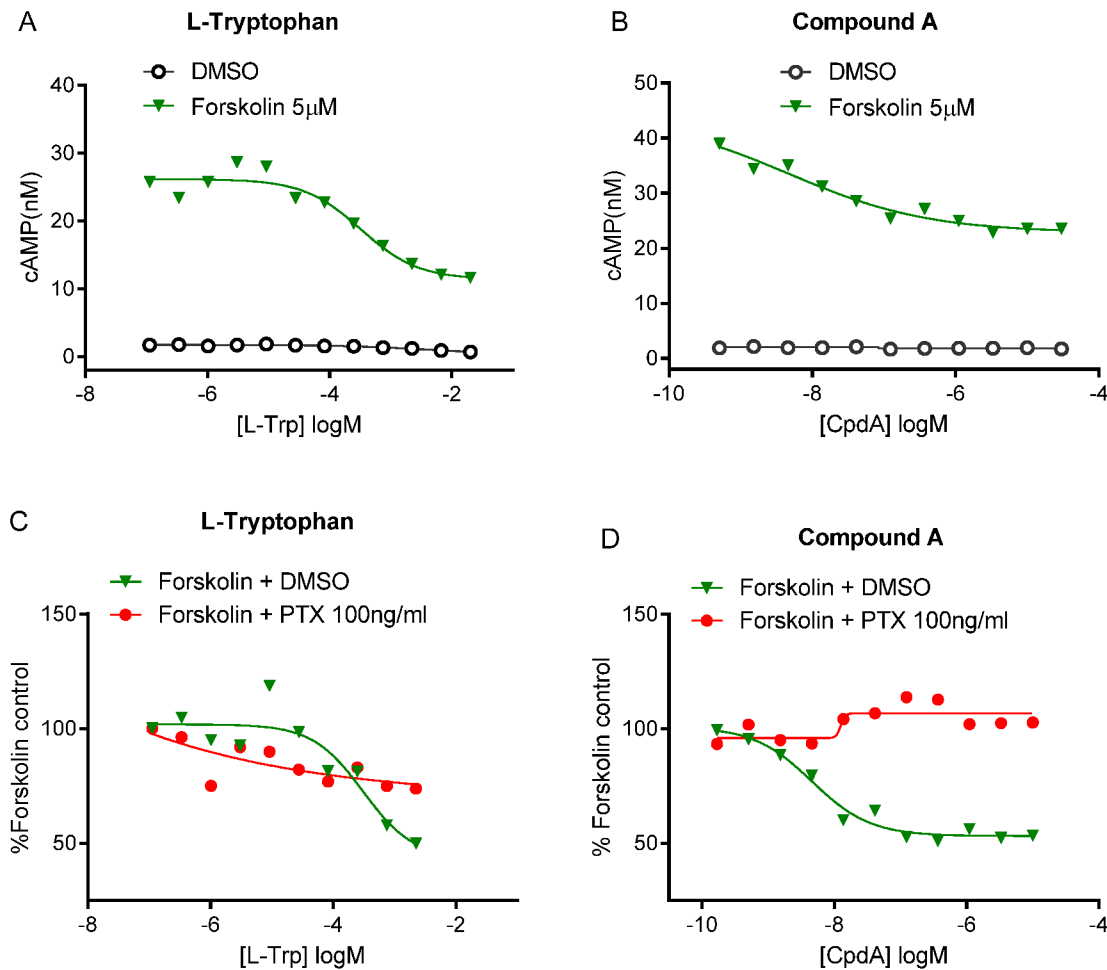 A
L-Tryptophan
DMSO
Forskolin 5μM
40
30
20
10
0
cAMP(nM)
-8
-6
-4
-2
[L-Trp] logM
B
Compound A
DMSO
Forskolin 5μM
50
40
30
20
10
0
cAMP(nM)
-10
-8
-6
-4
[CpdA] logM
C
L-Tryptophan
Forskolin + DMSO
Forskolin + PTX 100ng/ml
150
100
50
%Forskolin control
-8
-6
-4
-2
[L-Trp] logM
D
Compound A
Forskolin + DMSO
Forskolin + PTX 100ng/ml
150
100
50
% Forskolin control
-10
-8
-6
-4
[CpdA] logM